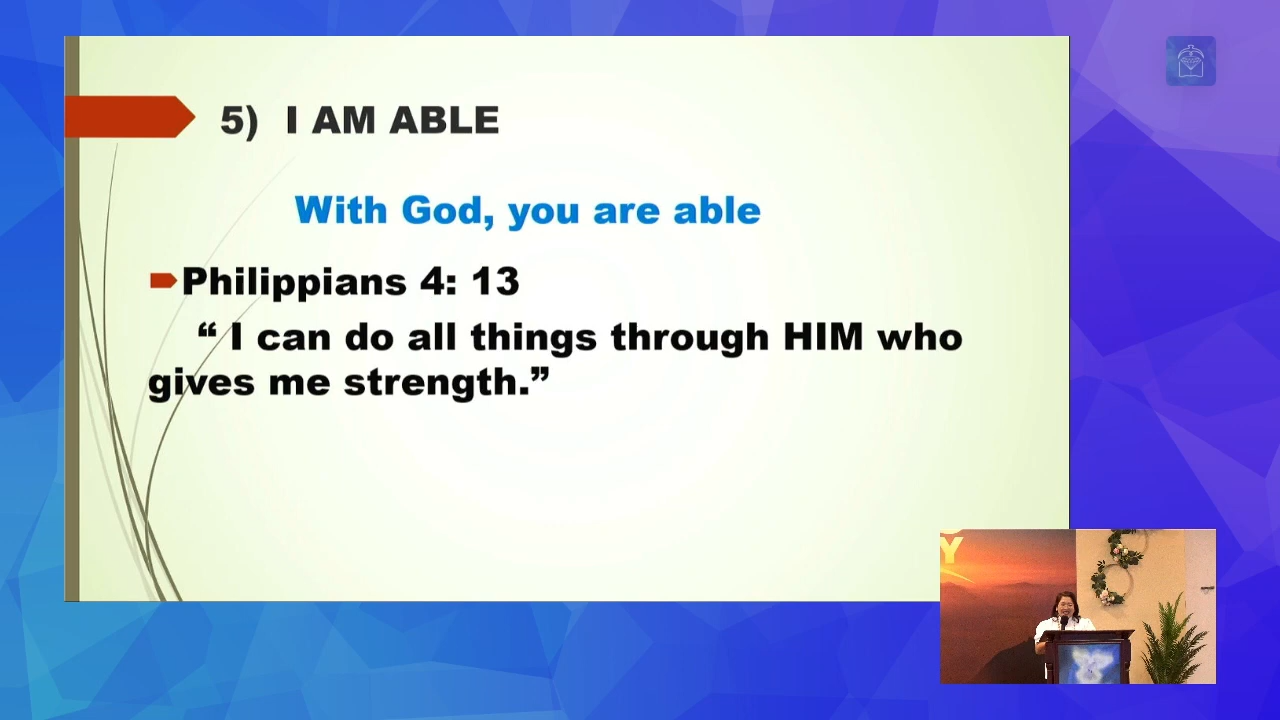 5) I AM ABLE
With God, you are able
Philippians 4: 13
“ I can do all things through HIM who
gives me strength.”
Y